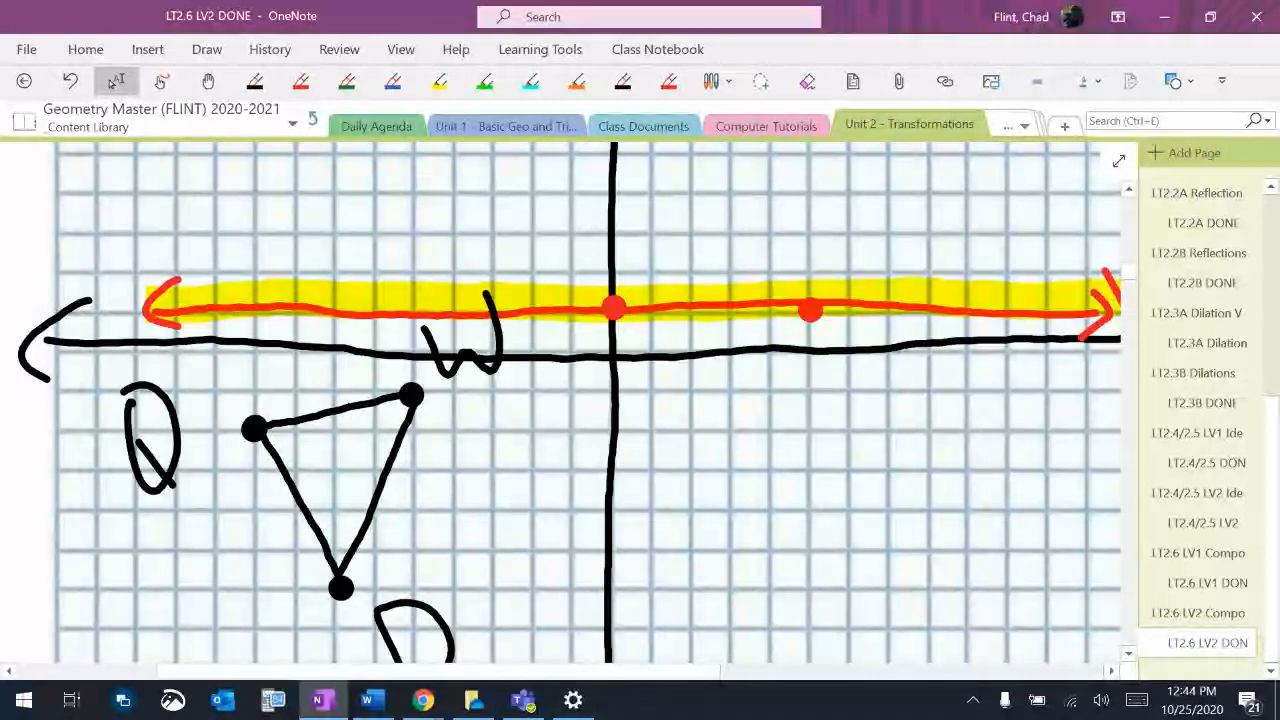 LT2.6 LV2 DONE - OneNote
Search
Flint, Chad
File Home Insert Draw History Review View Help Learning Tools Class Notebook
Geometry Master (FLINT) 2020-2021
Content Library
Daily Agenda
Unit 1 - Basic Geo and Tri...
Class Documents
Computer Tutorials
Unit 2 - Transformations
...
Search (Ctrl+E)
Add Page
LT2.2A Reflection
LT2.2A DONE
LT2.2B Reflections
LT2.2B DONE
LT2.3A Dilation V
LT2.3A Dilation
LT2.3B Dilations
LT2.3B DONE
LT2.4/2.5 LV1 Ide
LT2.4/2.5 DON
LT2.4/2.5 LV2 Ide
LT2.4/2.5 LV2
LT2.6 LV1 Compo
LT2.6 LV1 DON
LT2.6 LV2 Compo
LT2.6 LV2 DON
W
Q
12:44 PM
10/25/2020
21